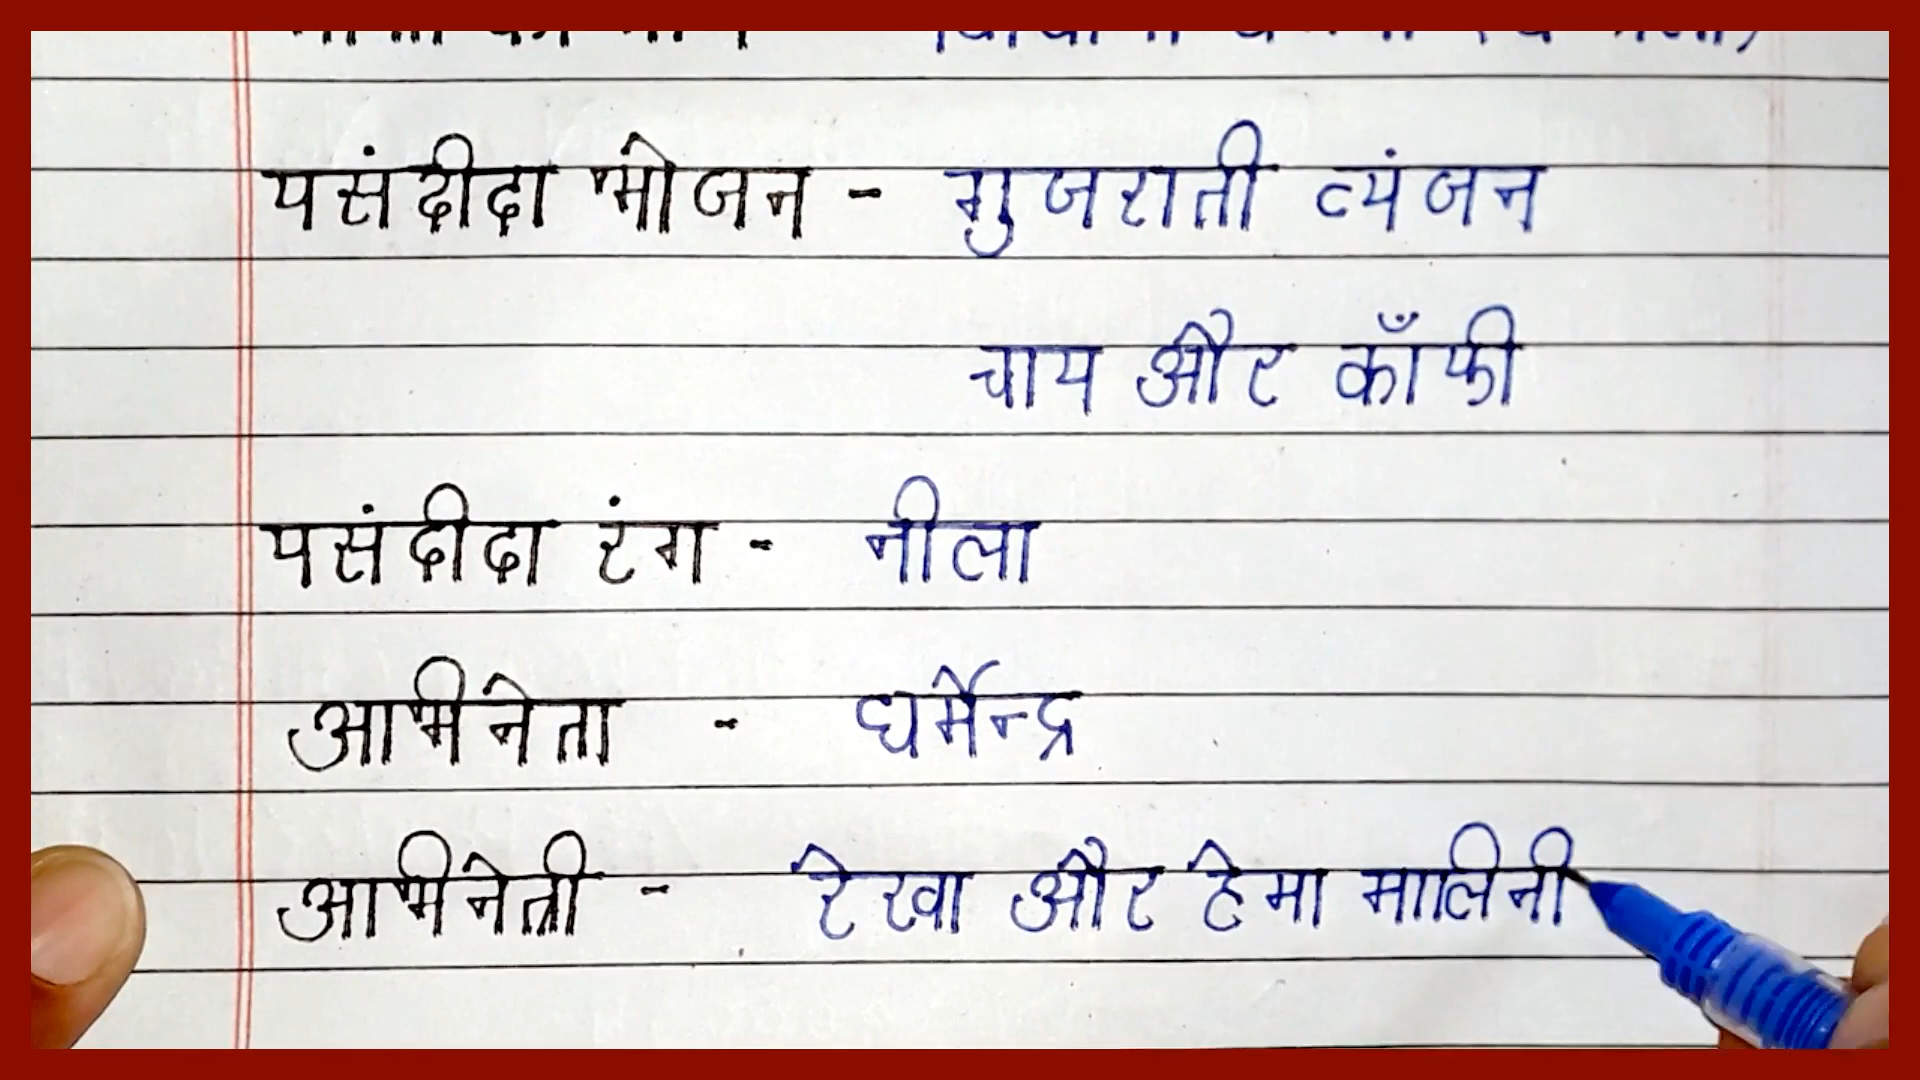 पसंदीदा भोजन - गुजराती व्यंजन
चाय और कॉफी
पसंदीदा रंग - नीला
अभिनेता - धर्मेन्द्र
अभिनेत्री - रेखा और हेमा मालिनी